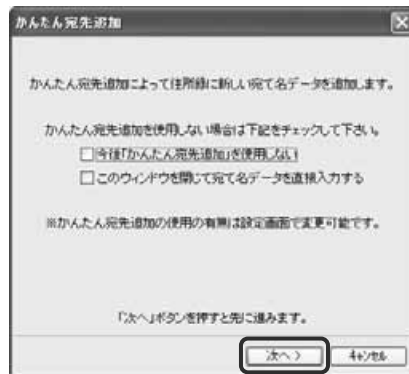 かんたん宛先追加
かんたん宛先追加によって住所録に新しい宛て名データを追加します。
かんたん宛先追加を使用しない場合は下記をチェックして下さい。
今後「かんたん宛先追加」を使用しない
このウィンドウを閉じて宛て名データを直接入力する
※かんたん宛先追加の使用の有無は設定画面で変更可能です。
「次へ」ボタンを押すと先に進みます。
次へ >
キャンセル